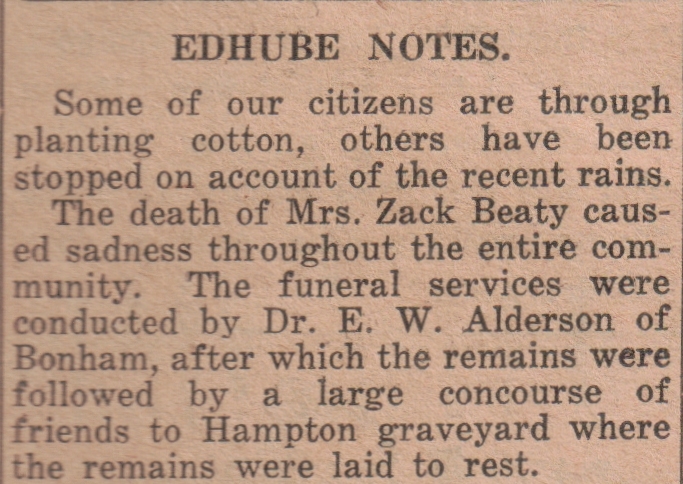 EDHUBE NOTES.
Some of our citizens are through
planting cotton, others have been
stopped on account of the recent rains.
The death of Mrs. Zack Beaty caus-
ed sadness throughout the entire com-
munity. The funeral services were
conducted by Dr. E. W. Alderson of
Bonham, after which the remains were
followed by a large concourse of
friends to Hampton graveyard where
the remains were laid to rest.